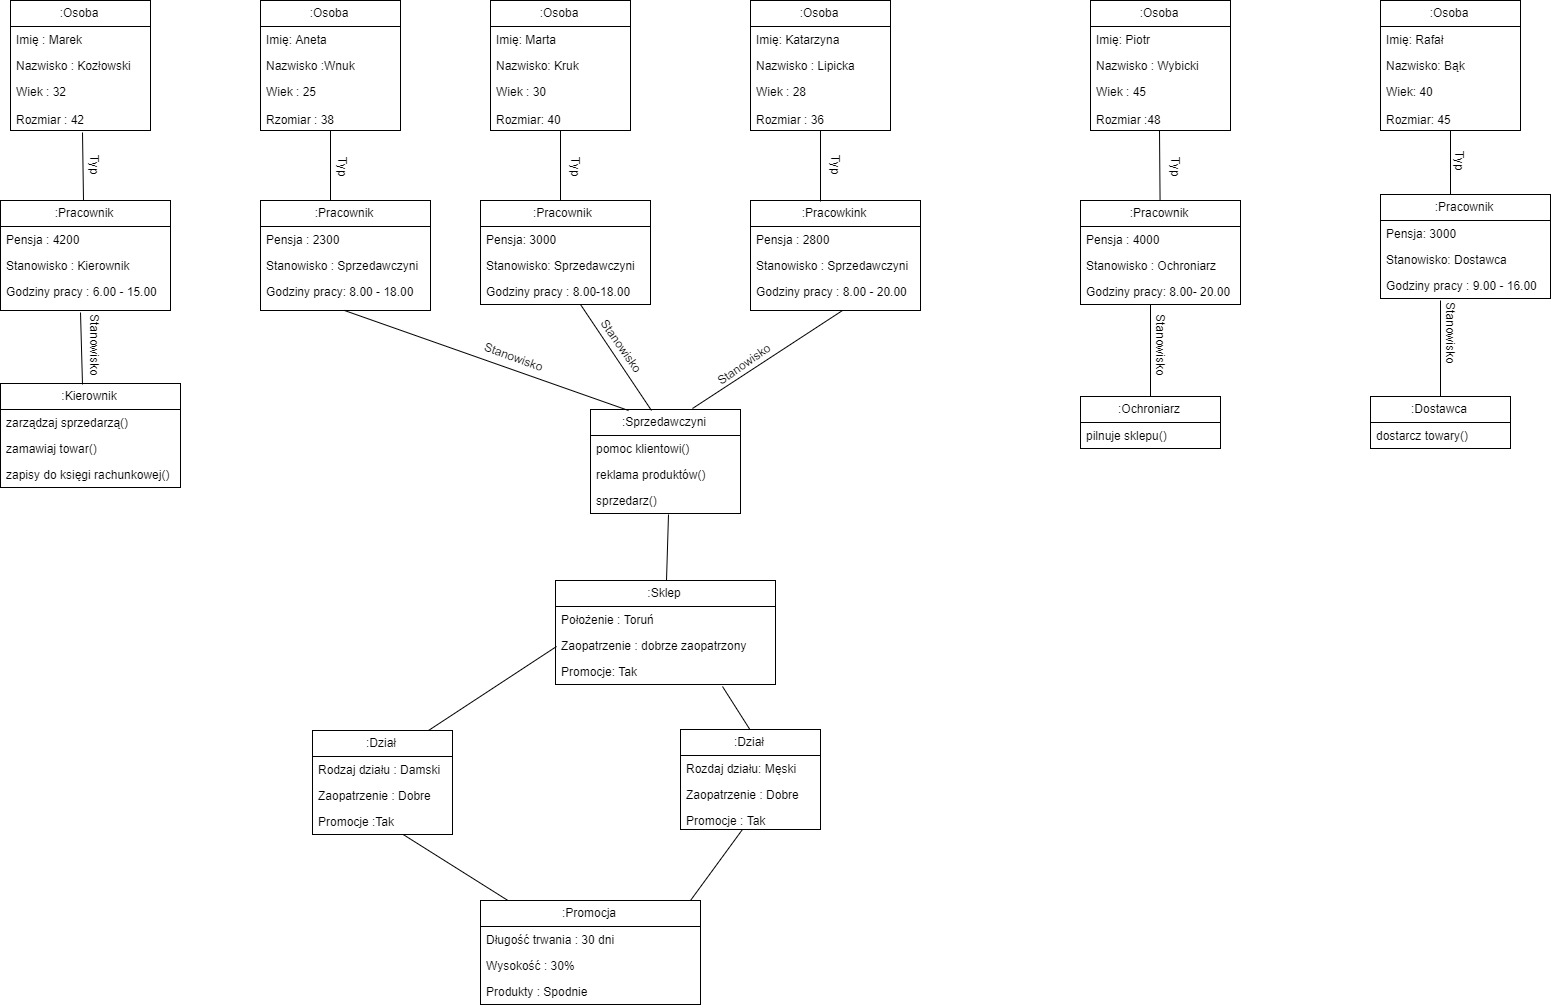 :Osoba
Imię : Marek
Nazwisko : Kozłowski
Wiek : 32
Rozmiar : 42
:Osoba
Imię: Aneta
Nazwisko :Wnuk
Wiek : 25
Rzomiar : 38
:Osoba
Imię: Marta
Nazwisko: Kruk
Wiek : 30
Rozmiar: 40
:Osoba
Imię: Katarzyna
Nazwisko : Lipicka
Wiek : 28
Rozmiar : 36
:Osoba
Imię: Piotr
Nazwisko : Wybicki
Wiek : 45
Rozmiar :48
:Osoba
Imię: Rafał
Nazwisko: Bąk
Wiek: 40
Rozmiar: 45
Typ
Typ
Typ
Typ
Typ
Typ
:Pracownik
Pensja : 4200
Stanowisko : Kierownik
Godziny pracy : 6.00 - 15.00
:Pracownik
Pensja : 2300
Stanowisko : Sprzedawczyni
Godziny pracy: 8.00 - 18.00
:Pracownik
Pensja: 3000
Stanowisko: Sprzedawczyni
Godziny pracy : 8.00-18.00
:Pracowkink
Pensja : 2800
Stanowisko : Sprzedawczyni
Godziny pracy : 8.00 - 20.00
:Pracownik
Pensja : 4000
Stanowisko : Ochroniarz
Godziny pracy: 8.00- 20.00
:Pracownik
Pensja: 3000
Stanowisko: Dostawca
Godziny pracy : 9.00 - 16.00
Stanowisko
Stanowisko
Stanowisko
Stanowisko
Stanowisko
Stanowisko
:Kierownik
zarządzaj sprzedarzą()
zamawiaj towar()
zapisy do księgi rachunkowej()
:Sprzedawczyni
pomoc klientowi()
reklama produktów()
sprzedarz()
:Ochroniarz
pilnuje sklepu()
:Dostawca
dostarcz towary()
:Sklep
Położenie : Toruń
Zaopatrzenie : dobrze zaopatrzony
Promocje: Tak
:Dział
Rodzaj działu : Damski
Zaopatrzenie : Dobre
Promocje :Tak
:Dział
Rozdaj działu: Męski
Zaopatrzenie : Dobre
Promocje : Tak
:Promocja
Długość trwania : 30 dni
Wysokość : 30%
Produkty : Spodnie